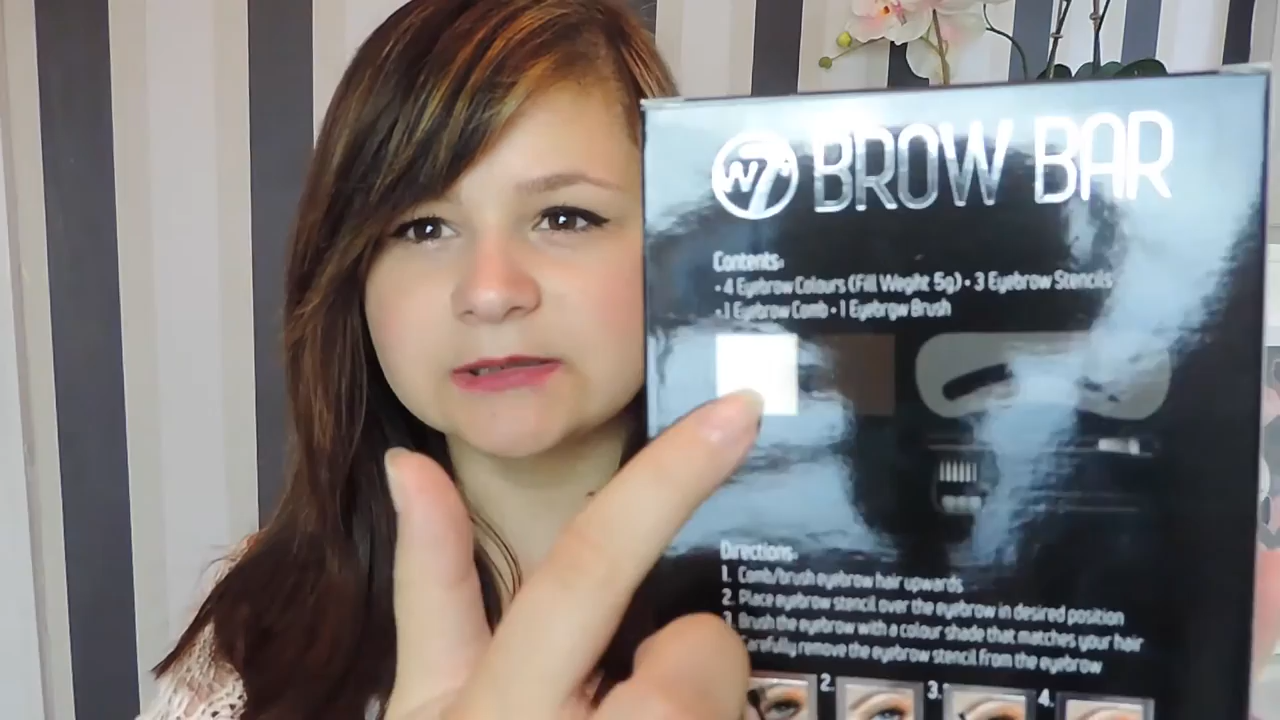 W7 BROW BAR
Contents:
• 4 Eyebrow Colours (Fill Weght 5g) • 3 Eyebrow Stencils
• 1 Eyebrow Comb • 1 Eyebrow Brush
Directions:
1. Comb/brush eyebrow hair upwards
2. Place eyebrow stencil over the eyebrow in desired position
3. Brush the eyebrow with a colour shade that matches your hair
Carefully remove the eyebrow stencil from the eyebrow
2. 3. 4.